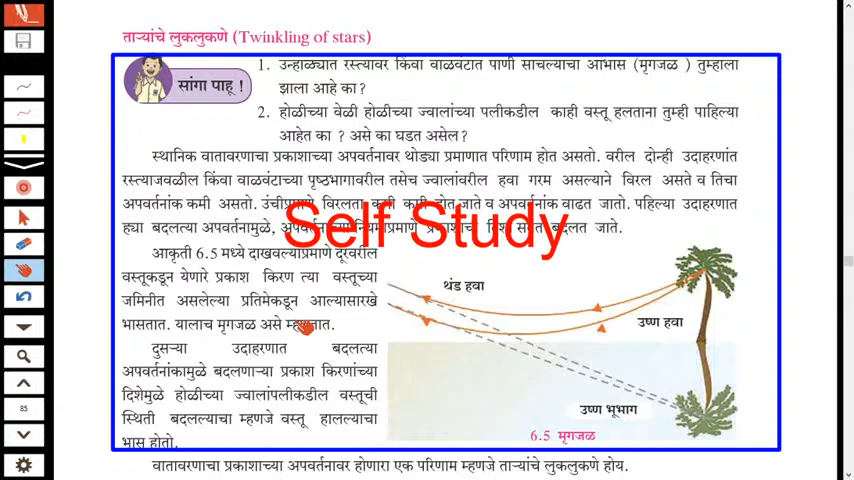 ताऱ्यांचे लुकलुकणे (Twinkling of stars)
सांगा पाहू !
1. उन्हाळ्यात रस्त्यावर किंवा वाळवंटात पाणी साचल्याचा आभास (मृगजळ ) तुम्हाला
झाला आहे का?
2. होळीच्या वेळी होळीच्या ज्वालांच्या पलीकडील काही वस्तू हलताना तुम्ही पाहिल्या
आहेत का ? असे का घडत असेल?
स्थानिक वातावरणाचा प्रकाशाच्या अपवर्तनावर थोड्या प्रमाणात परिणाम होत असतो. वरील दोन्ही उदाहरणांत
रस्त्याजवळील किंवा वाळवंटाच्या पृष्ठभागावरील तसेच ज्वालांवरील हवा गरम असल्याने विरल असते व तिचा
अपवर्तनांक कमी असतो. उंचीप्रमाणे विरलता कमी कमी होत जाते व अपवर्तनांक वाढत जातो. पहिल्या उदाहरणात
ह्या बदलत्या अपवर्तनामुळे, अपवर्तनाच्या नियमांप्रमाणे प्रकाशाची दिशा सतत बदलत जाते.
Self Study
आकृती 6.5 मध्ये दाखवल्याप्रमाणे दूरवरील
वस्तूकडून येणारे प्रकाश किरण त्या वस्तूच्या
जमिनीत असलेल्या प्रतिमेकडून आल्यासारखे
भासतात. यालाच मृगजळ असे म्हणतात.
दुसऱ्या उदाहरणात बदलत्या
अपवर्तनांकामुळे बदलणाऱ्या प्रकाश किरणांच्या
दिशेमुळे होळीच्या ज्वालांपलीकडील वस्तूची
स्थिती बदलल्याचा म्हणजे वस्तू हालल्याचा
भास होतो.
थंड हवा
उष्ण हवा
उष्ण भूभाग
6.5 मृगजळ
वातावरणाचा प्रकाशाच्या अपवर्तनावर होणारा एक परिणाम म्हणजे ताऱ्यांचे लुकलुकणे होय.
85